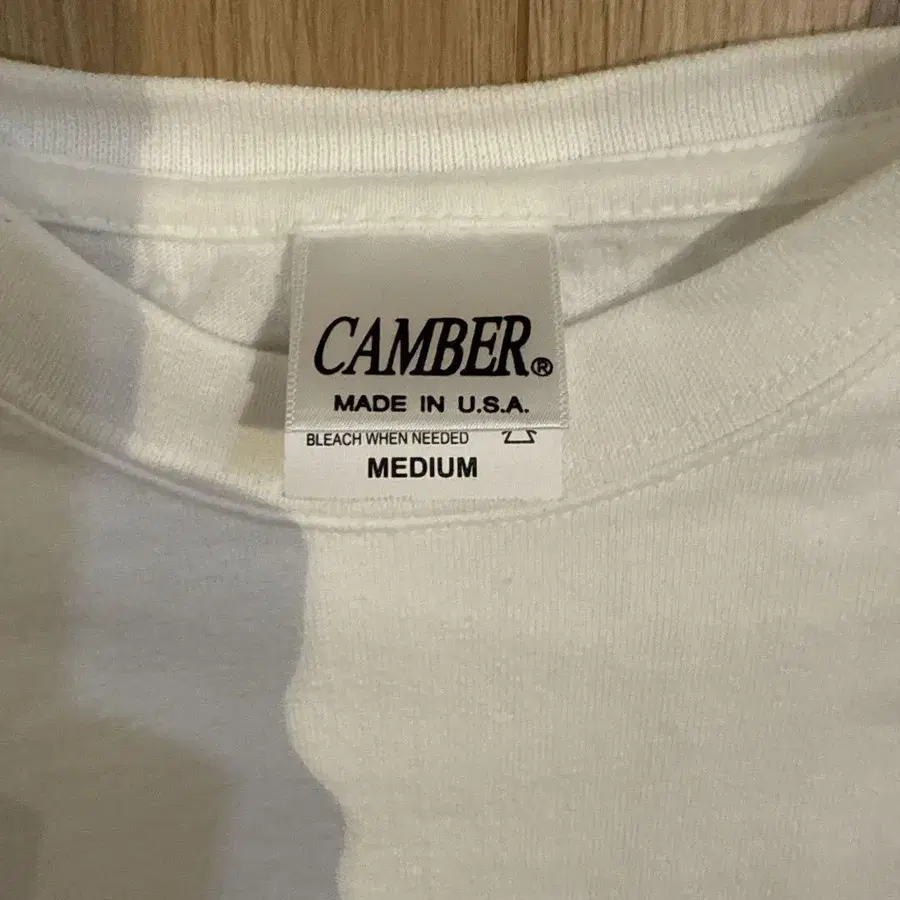 CAMBER®
MADE IN U.S.A.
BLEACH WHEN NEEDED
MEDIUM